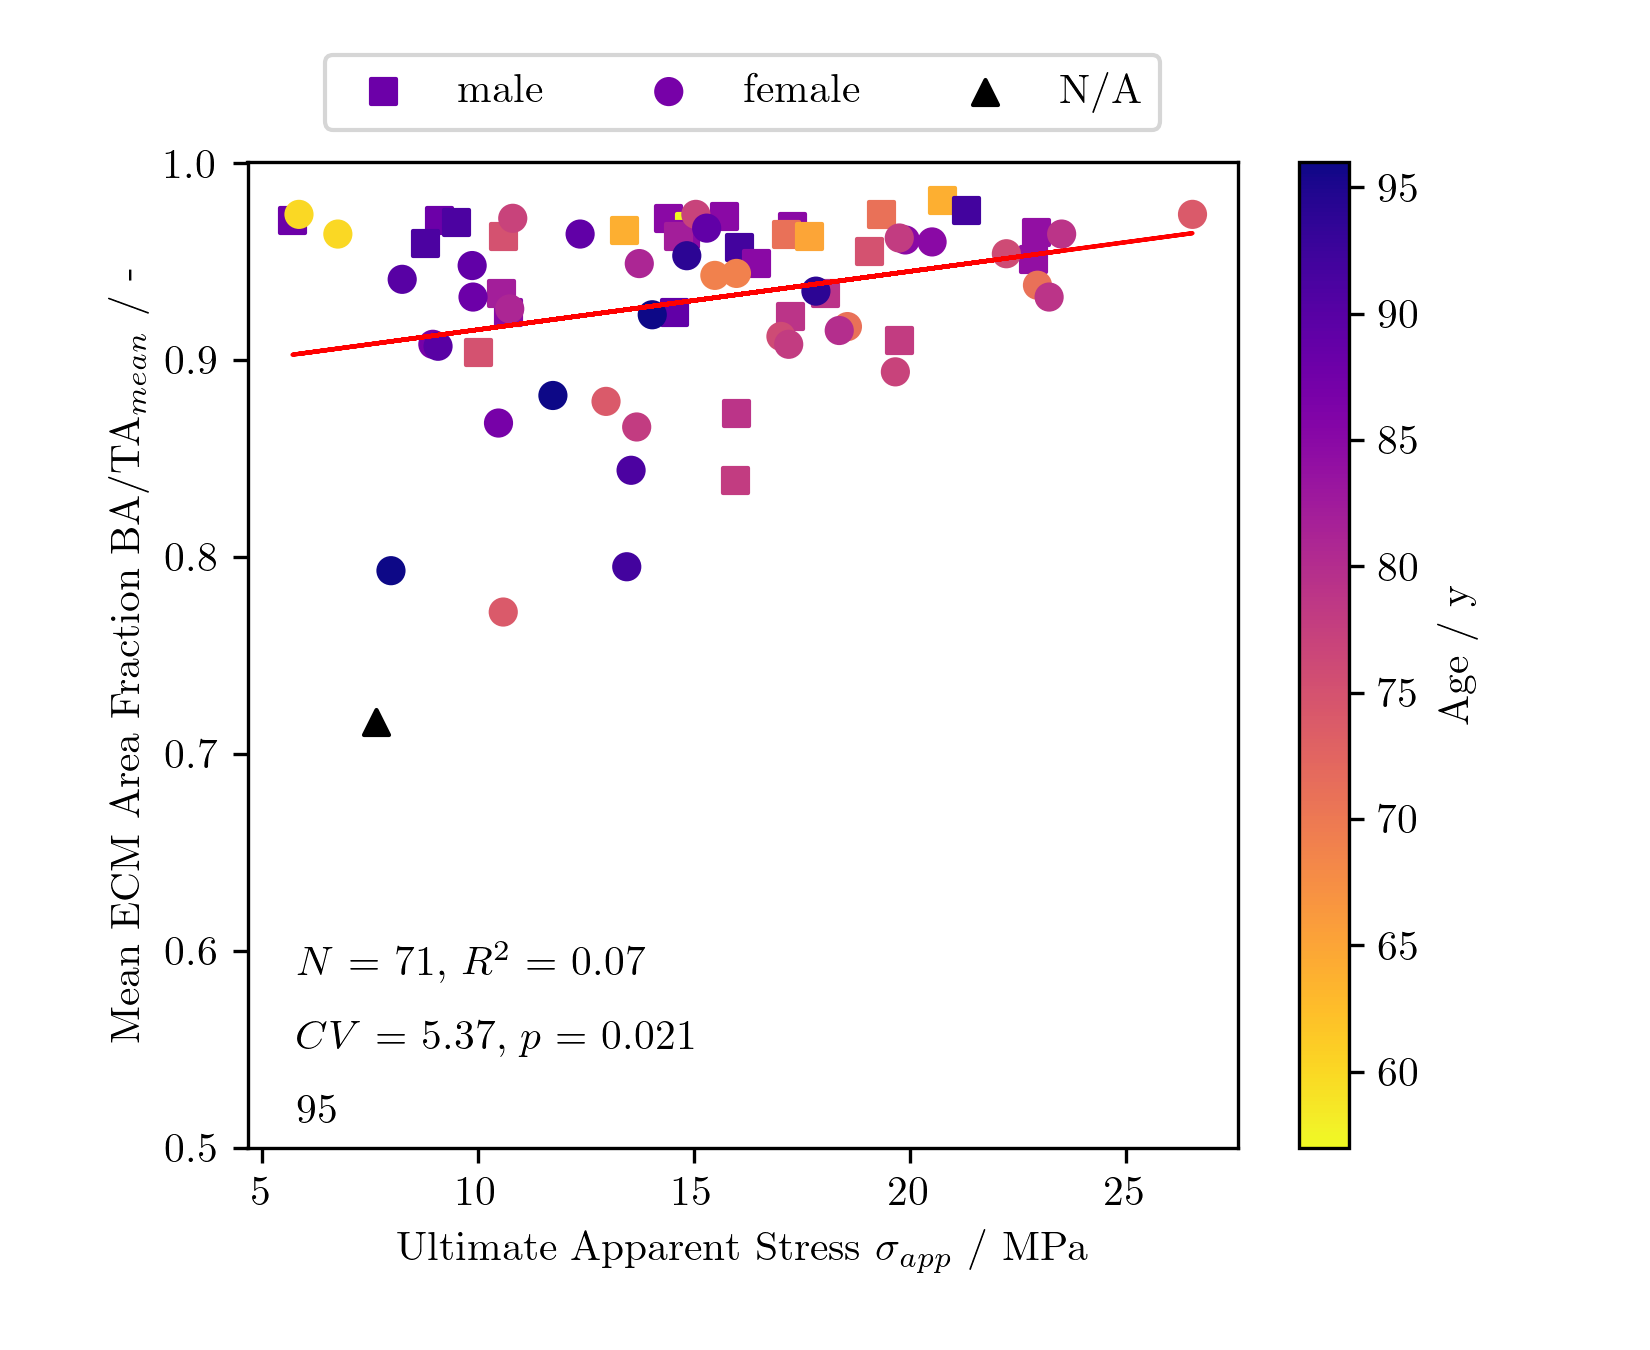 male female N/A
1.0
0.9
0.8
0.7
0.6
0.5
Mean ECM Area Fraction BA/TA_mean / -
N = 71, R² = 0.07
CV = 5.37, p = 0.021
95
5 10 15 20 25
Ultimate Apparent Stress σ_app / MPa
95
90
85
80
75
70
65
60
Age / y